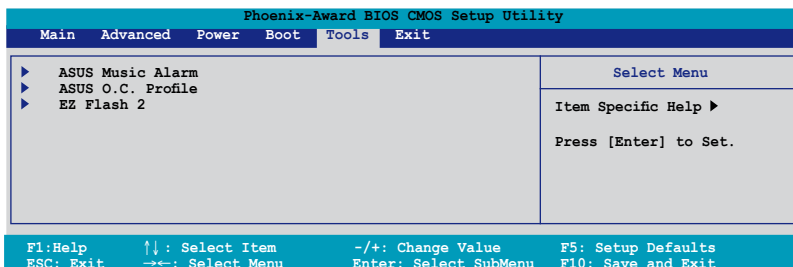 Phoenix-Award BIOS CMOS Setup Utility
Main Advanced Power Boot Tools Exit
ASUS Music Alarm
ASUS O.C. Profile
EZ Flash 2
Select Menu
Item Specific Help
Press [Enter] to Set.
F1:Help ↑↓: Select Item -/+: Change Value F5: Setup Defaults
ESC: Exit →←: Select Menu Enter: Select SubMenu F10: Save and Exit